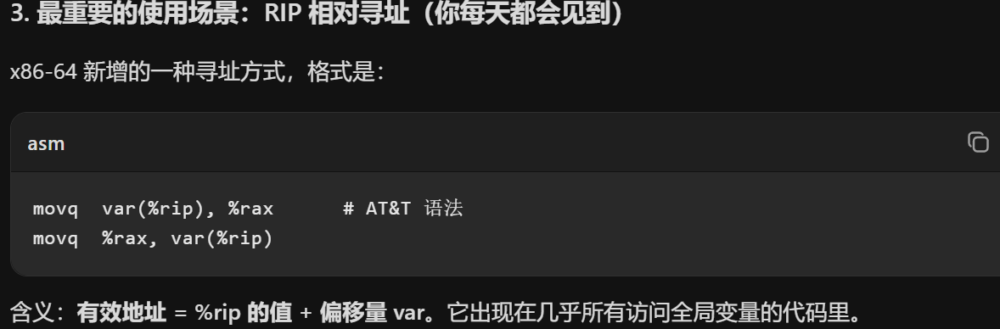 3. 最重要的使用场景：RIP 相对寻址（你每天都会见到）
x86-64 新增的一种寻址方式，格式是：
asm
movq  var(%rip), %rax      # AT&T 语法
movq  %rax, var(%rip)
含义：有效地址 = %rip 的值 + 偏移量 var。它出现在几乎所有访问全局变量的代码里。